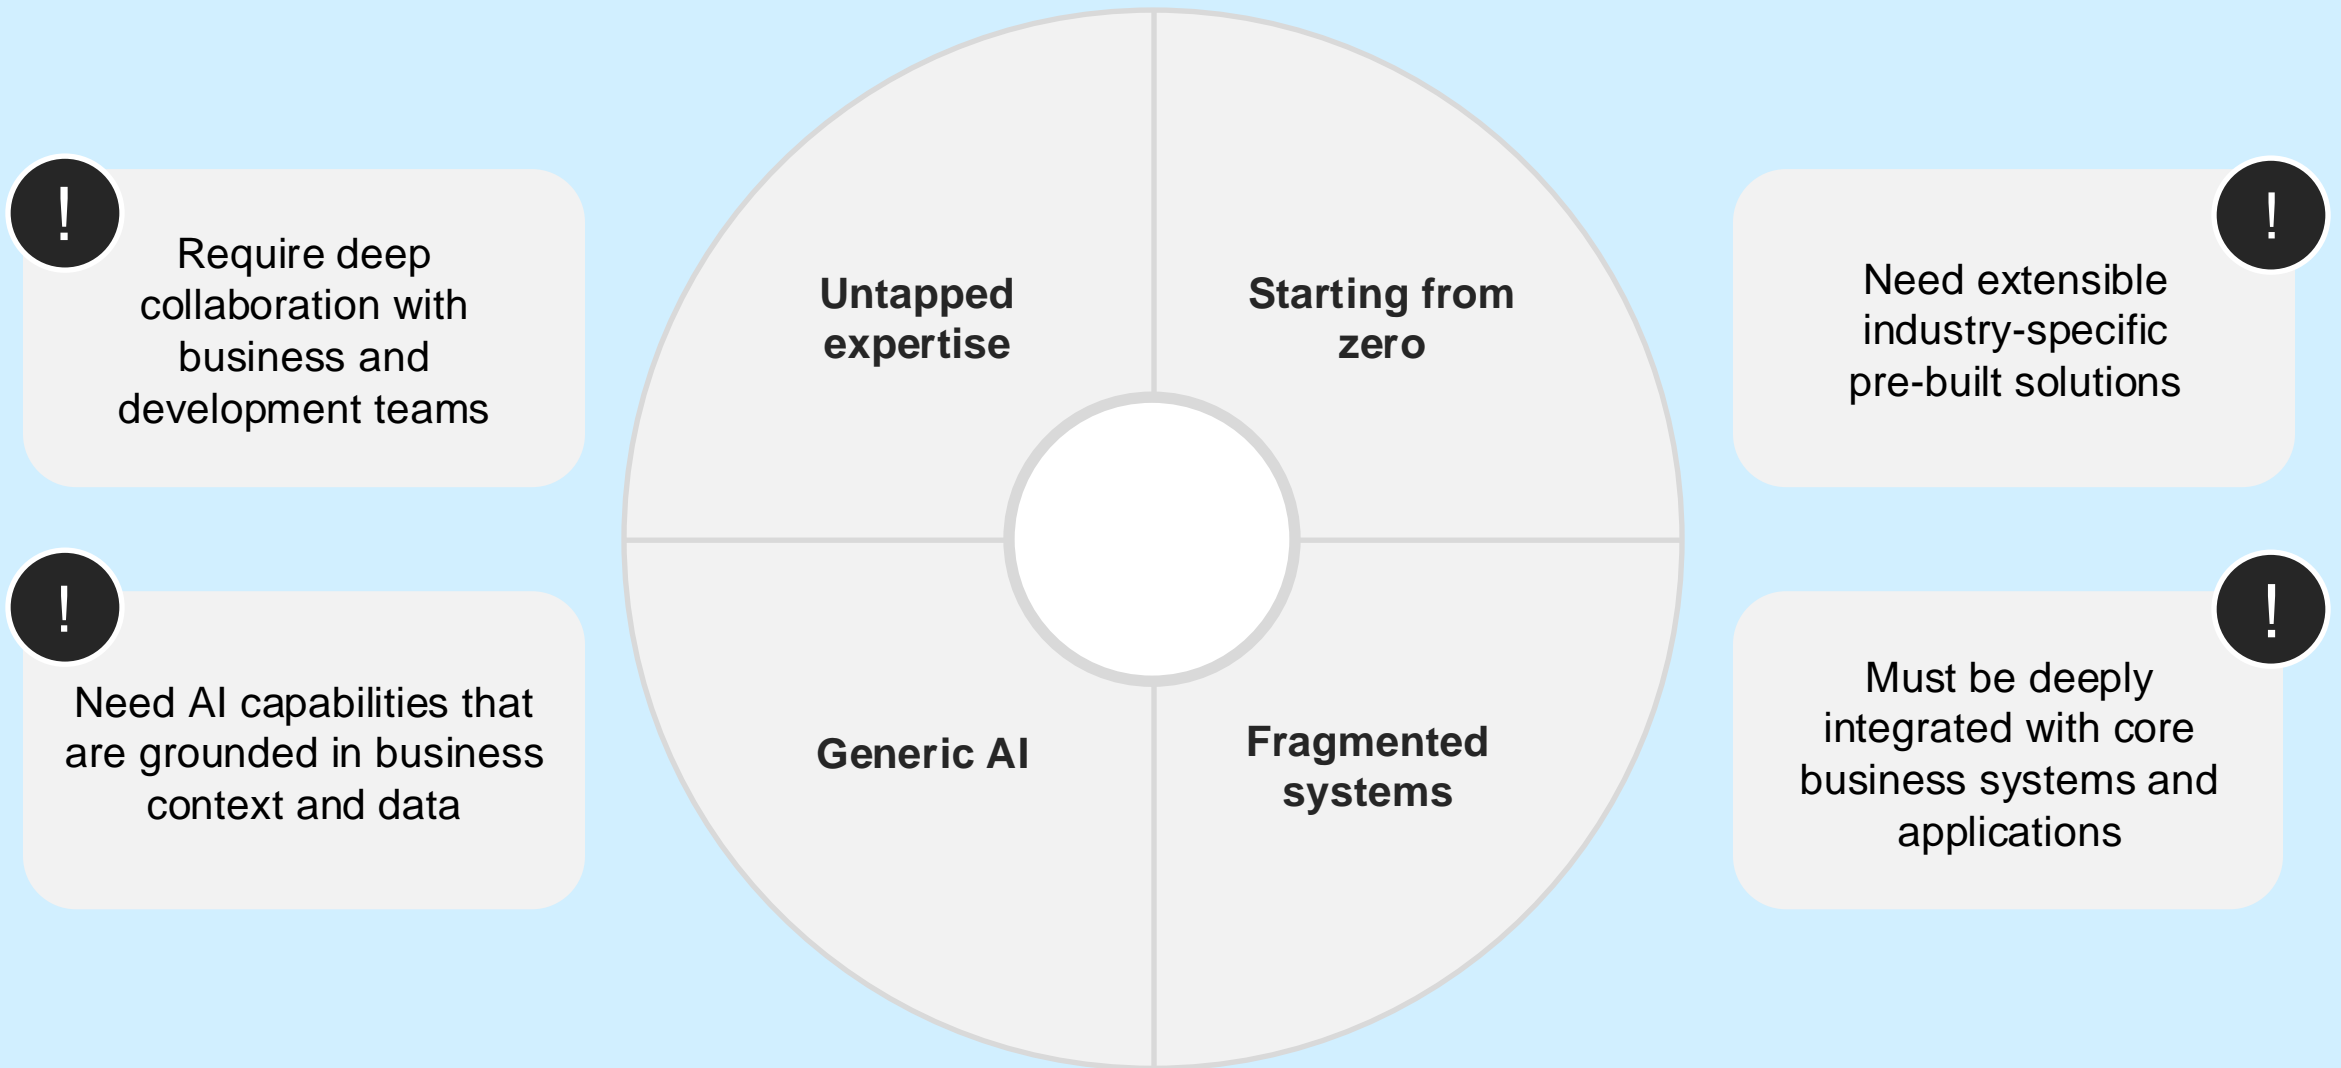 !
Require deep
collaboration with
business and
development teams
!
Need AI capabilities that
are grounded in business
context and data
Untapped
expertise
Starting from
zero
Generic AI
Fragmented
systems
!
Need extensible
industry-specific
pre-built solutions
!
Must be deeply
integrated with core
business systems and
applications